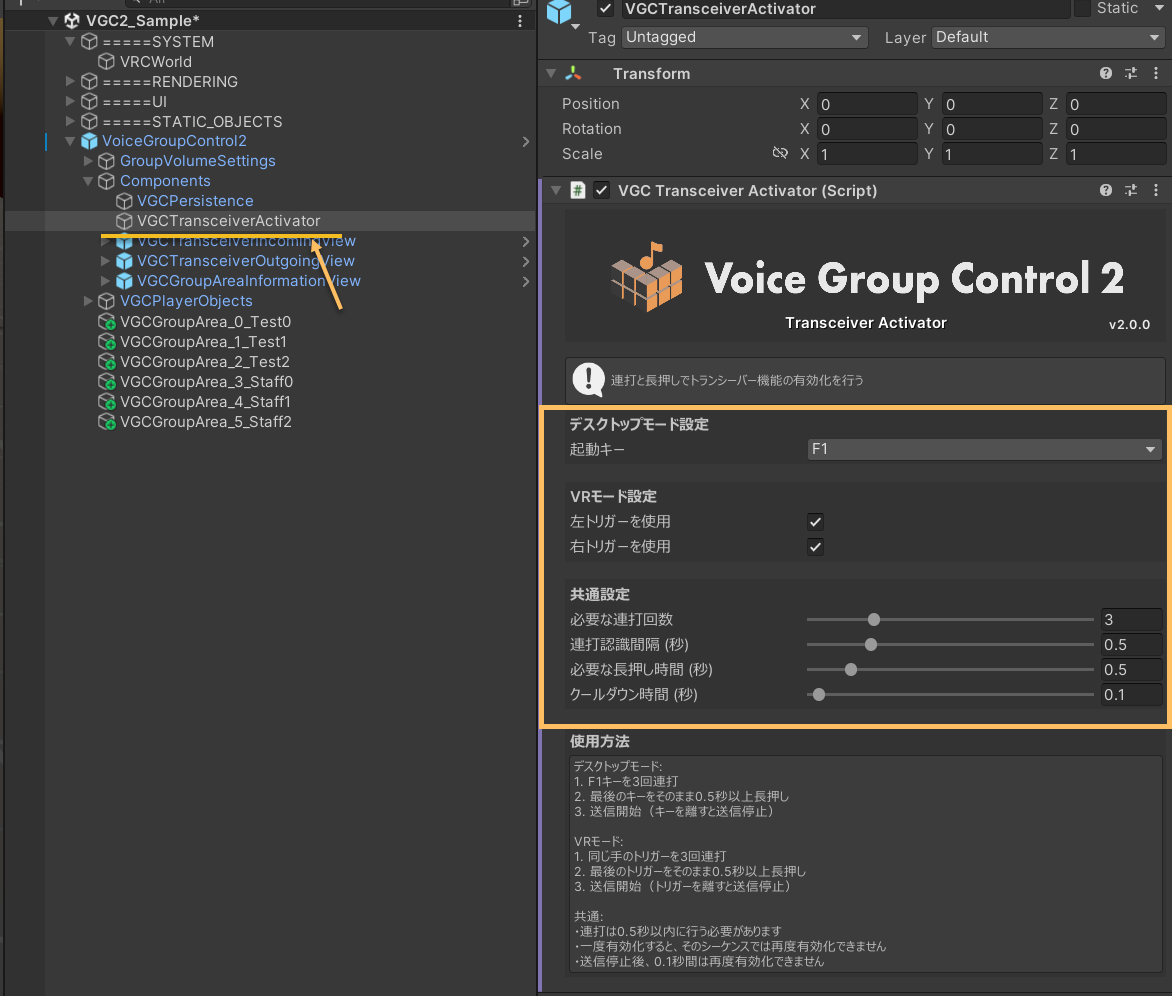 VGC2_Sample*
=====SYSTEM
VRCWorld
=====RENDERING
=====UI
=====STATIC_OBJECTS
VoiceGroupControl2
GroupVolumeSettings
Components
VGCPersistence
VGCTransceiverActivator
VGCTransceiverIncomingView
VGCTransceiverOutgoingView
VGCGroupAreaInformationView
VGCPlayerObjects
VGCGroupArea_0_Test0
VGCGroupArea_1_Test1
VGCGroupArea_2_Test2
VGCGroupArea_3_Staff0
VGCGroupArea_4_Staff1
VGCGroupArea_5_Staff2
VGCTransceiverActivator Static
Tag Untagged Layer Default
Transform
Position X 0 Y 0 Z 0
Rotation X 0 Y 0 Z 0
Scale X 1 Y 1 Z 1
# VGC Transceiver Activator (Script)
Voice Group Control 2
Transceiver Activator
v2.0.0
連打と長押しでトランシーバー機能の有効化を行う
デスクトップモード設定
起動キー F1
VRモード設定
左トリガーを使用
右トリガーを使用
共通設定
必要な連打回数 3
連打認識間隔 (秒) 0.5
必要な長押し時間 (秒) 0.5
クールダウン時間 (秒) 0.1
使用方法
デスクトップモード:
1. F1キーを3回連打
2. 最後のキーをそのまま0.5秒以上長押し
3. 送信開始（キーを離すと送信停止）
VRモード:
1. 同じ手のトリガーを3回連打
2. 最後のトリガーをそのまま0.5秒以上長押し
3. 送信開始（トリガーを離すと送信停止）
共通:
・連打は0.5秒以内に行う必要があります
・一度有効化すると、そのシーケンスでは再度有効化できません
・送信停止後、0.1秒間は再度有効化できません